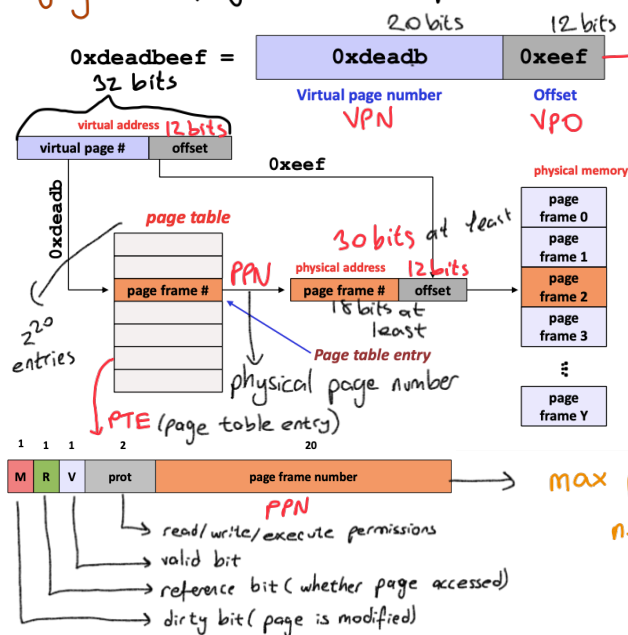 20 bits 12 bits
0xdeadbeef = 0xdeadb 0xeef
32 bits
Virtual page number Offset
VPN VPO
virtual address 12bits
virtual page # offset
0xeef
physical memory
0xdeadb
page table
30 bits at least
page frame 0
page frame 1
page frame 2
page frame 3
...
page frame Y
PPN
physical address 12bits
page frame # page frame # offset
18 bits at least
2^20 entries
Page table entry
physical page number
PTE (page table entry)
1 1 1 2 20
M R V prot page frame number
max
PPN
read/write/execute permissions
valid bit
reference bit (whether page accessed)
dirty bit (page is modified)